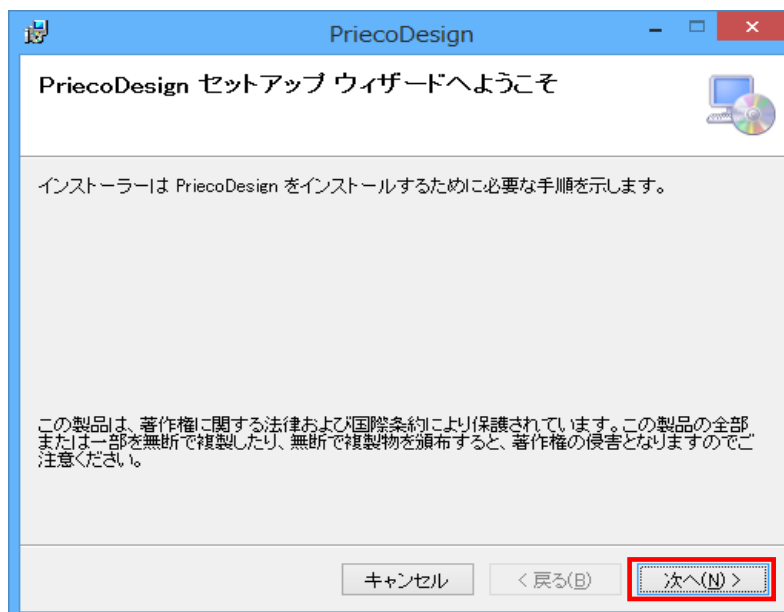 PriecoDesign
PriecoDesign セットアップ ウィザードへようこそ
インストーラーは PriecoDesign をインストールするために必要な手順を示します。
この製品は、著作権に関する法律および国際条約により保護されています。この製品の全部
または一部を無断で複製したり、無断で複製物を頒布すると、著作権の侵害となりますのでご
注意ください。
キャンセル
< 戻る(B)
次へ(N) >